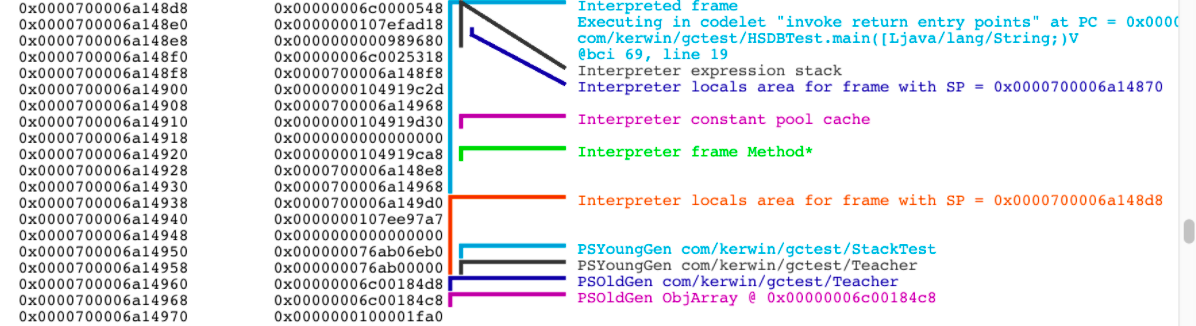 0x0000700006a148d8 0x00000006c0000548 Interpreted frame
0x0000700006a148e0 0x0000000107efad18 Executing in codelet "invoke return entry points" at PC = 0x0000
0x0000700006a148e8 0x0000000000989680 com/kerwin/gctest/HSDBTest.main([Ljava/lang/String;)V
0x0000700006a148f0 0x00000006c0025318 @bci 69, line 19
0x0000700006a148f8 0x0000700006a148f8 Interpreter expression stack
0x0000700006a14900 0x0000000104919c2d Interpreter locals area for frame with SP = 0x0000700006a14870
0x0000700006a14908 0x0000700006a14968
0x0000700006a14910 0x0000000104919d30 Interpreter constant pool cache
0x0000700006a14918 0x0000000000000000
0x0000700006a14920 0x0000000104919ca8 Interpreter frame Method*
0x0000700006a14928 0x0000700006a148e8
0x0000700006a14930 0x0000700006a14968
0x0000700006a14938 0x0000700006a149d0 Interpreter locals area for frame with SP = 0x0000700006a148d8
0x0000700006a14940 0x0000000107ee97a7
0x0000700006a14948 0x0000000000000000
0x0000700006a14950 0x000000076ab06eb0 PSYoungGen com/kerwin/gctest/StackTest
0x0000700006a14958 0x000000076ab00000 PSYoungGen com/kerwin/gctest/Teacher
0x0000700006a14960 0x00000006c00184d8 PSOldGen com/kerwin/gctest/Teacher
0x0000700006a14968 0x00000006c00184c8 PSOldGen ObjArray @ 0x00000006c00184c8
0x0000700006a14970 0x0000000100001fa0